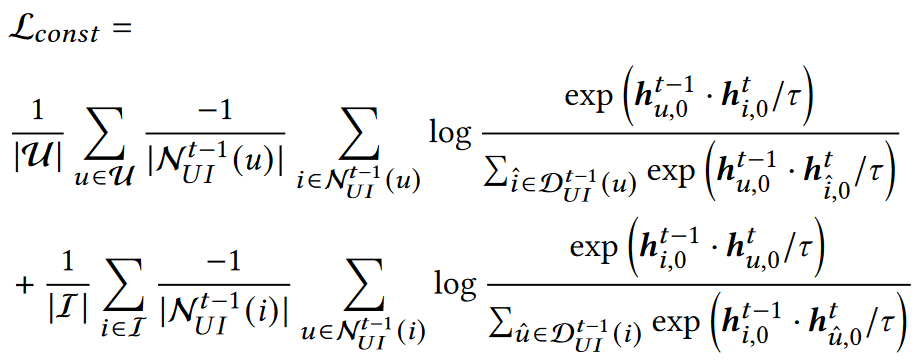 \mathcal{L}_{const} =
\frac{1}{|\mathcal{U}|} \sum_{u \in \mathcal{U}} \frac{-1}{|\mathcal{N}_{UI}^{t-1}(u)|} \sum_{i \in \mathcal{N}_{UI}^{t-1}(u)} \log \frac{\exp\left(\boldsymbol{h}_{u,0}^{t-1} \cdot \boldsymbol{h}_{i,0}^{t} / \tau\right)}{\sum_{\hat{i} \in \mathcal{D}_{UI}^{t-1}(u)} \exp\left(\boldsymbol{h}_{u,0}^{t-1} \cdot \boldsymbol{h}_{\hat{i},0}^{t} / \tau\right)}
+ \frac{1}{|\mathcal{I}|} \sum_{i \in \mathcal{I}} \frac{-1}{|\mathcal{N}_{UI}^{t-1}(i)|} \sum_{u \in \mathcal{N}_{UI}^{t-1}(i)} \log \frac{\exp\left(\boldsymbol{h}_{i,0}^{t-1} \cdot \boldsymbol{h}_{u,0}^{t} / \tau\right)}{\sum_{\hat{u} \in \mathcal{D}_{UI}^{t-1}(i)} \exp\left(\boldsymbol{h}_{i,0}^{t-1} \cdot \boldsymbol{h}_{\hat{u},0}^{t} / \tau\right)}